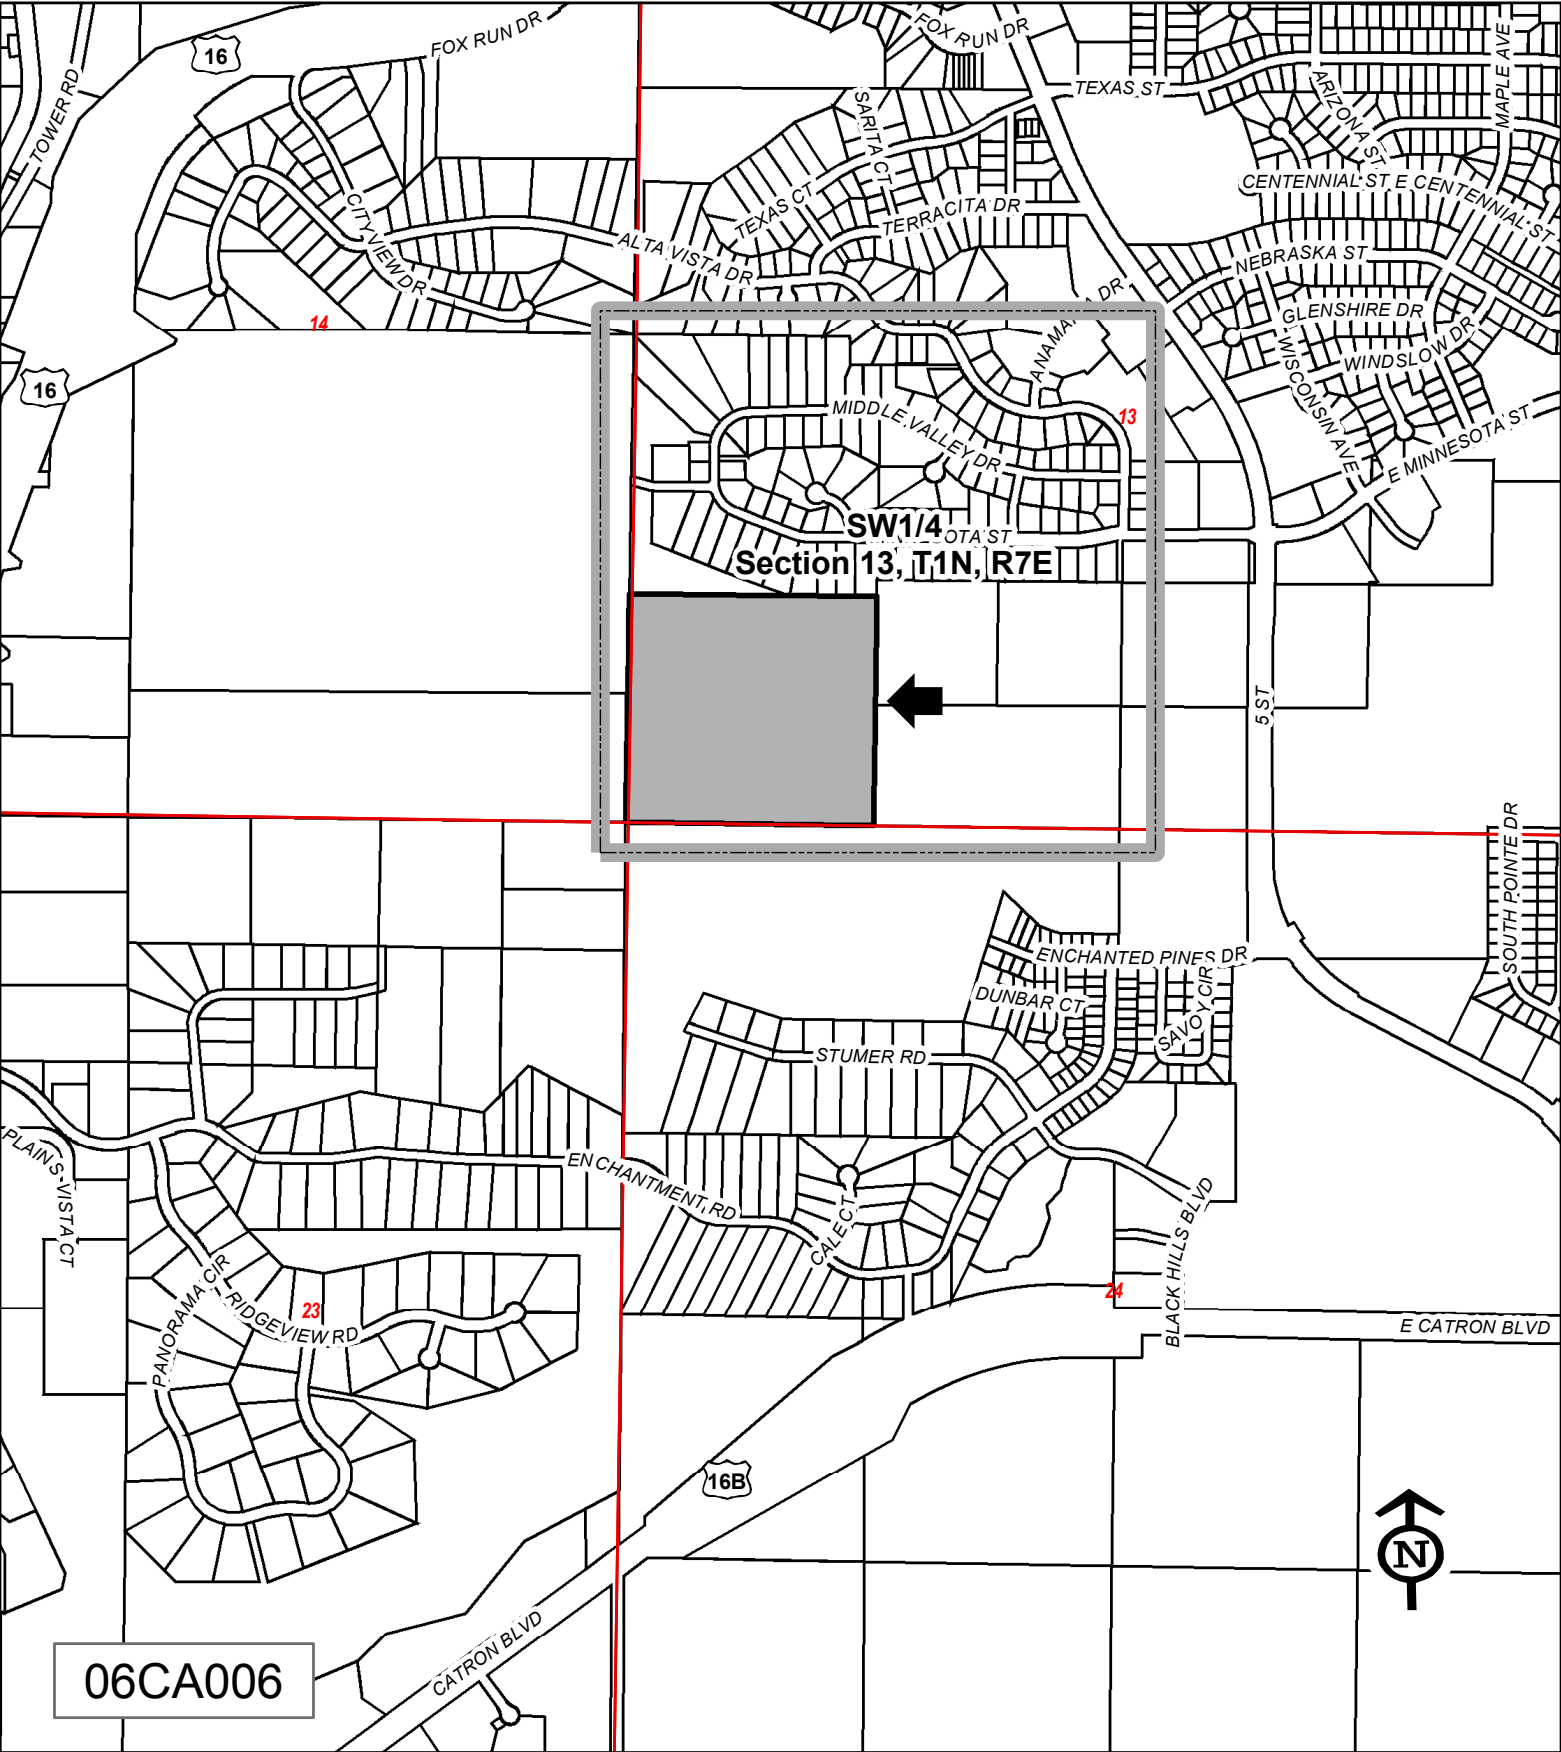 16
FOX RUN DR
FOX RUN DR
TOWER RD
TEXAS ST
MAPLE AVE
ARIZONA ST
SARITA CT
CENTENNIAL ST
E CENTENNIAL ST
TEXAS CT
TERRACITA DR
CITY VIEW DR
ALTA VISTA DR
NEBRASKA ST
14
DR
GLENSHIRE DR
WINDSLOW DR
WISCONSIN AVE
16
MIDDLE VALLEY DR
13
E MINNESOTA ST
SW1/4
OTA ST
Section 13, T1N, R7E
5 ST
SOUTH POINTE DR
ENCHANTED PINES DR
DUNBAR CT
SAVOY CIR
STUMER RD
PLAINS VISTA CT
ENCHANTMENT RD
CALE CT
BLACK HILLS BLVD
PANORAMA CIR
RIDGEVIEW RD
23
24
E CATRON BLVD
16B
N
CATRON BLVD
06CA006